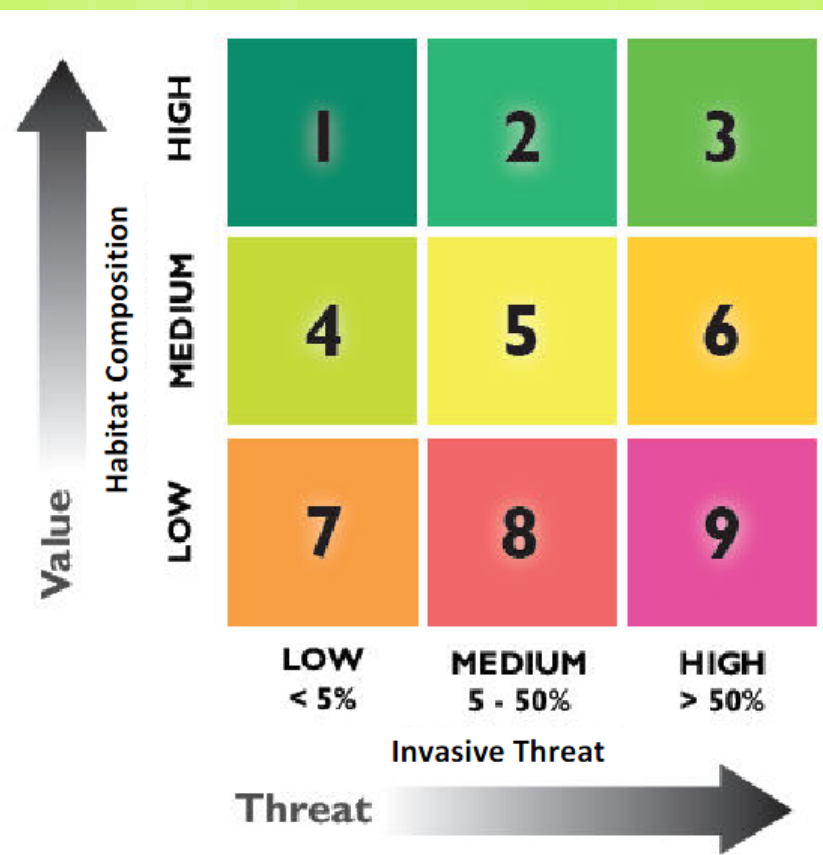 HIGH
1 2 3
Habitat Composition
MEDIUM
4 5 6
Value
LOW
7 8 9
LOW MEDIUM HIGH
< 5% 5 - 50% > 50%
Invasive Threat
Threat